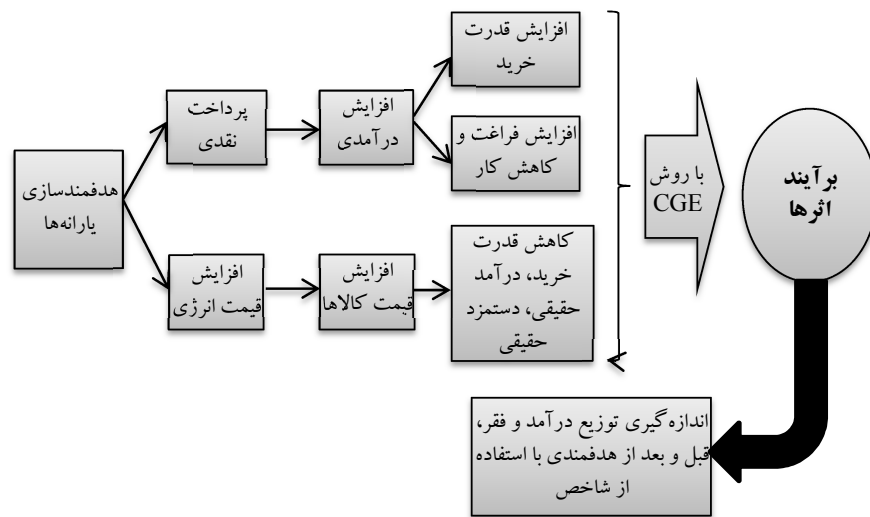 هدفمندسازی
یارانه‌ها
پرداخت
نقدی
افزایش
درآمدی
افزایش قدرت
خرید
افزایش فراغت و
کاهش کار
افزایش
قیمت انرژی
افزایش
قیمت کالاها
کاهش قدرت
خرید، درآمد
حقیقی، دستمزد
حقیقی
با روش
CGE
برآیند
اثرها
اندازه‌گیری توزیع درآمد و فقر،
قبل و بعد از هدفمندی با استفاده
از شاخص